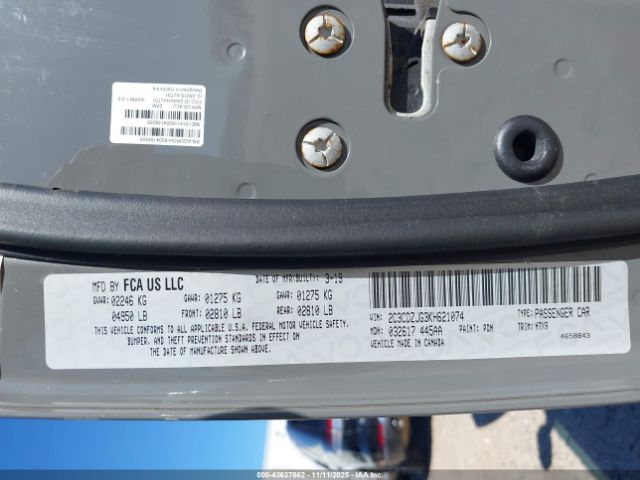 MFD BY FCA US LLC
DATE OF MFR(BUILT): 3-19
GVWR: 02246 KG
GAWR: 01275 KG
GAWR: 01275 KG
04950 LB
FRONT: 02810 LB
REAR: 02810 LB
THIS VEHICLE CONFORMS TO ALL APPLICABLE U.S.A. FEDERAL MOTOR VEHICLE SAFETY,
BUMPER, AND THEFT PREVENTION STANDARDS IN EFFECT ON
THE DATE OF MANUFACTURE SHOWN ABOVE.
VIN: 2C3CDZJG3KH621074
TYPE: PASSENGER CAR
MDH: 032617 445AA
PAINT: PDN
TRIM: H7X9
VEHICLE MADE IN CANADA
4658843
000-43637662 - 11/11/2025 - IAA.COM